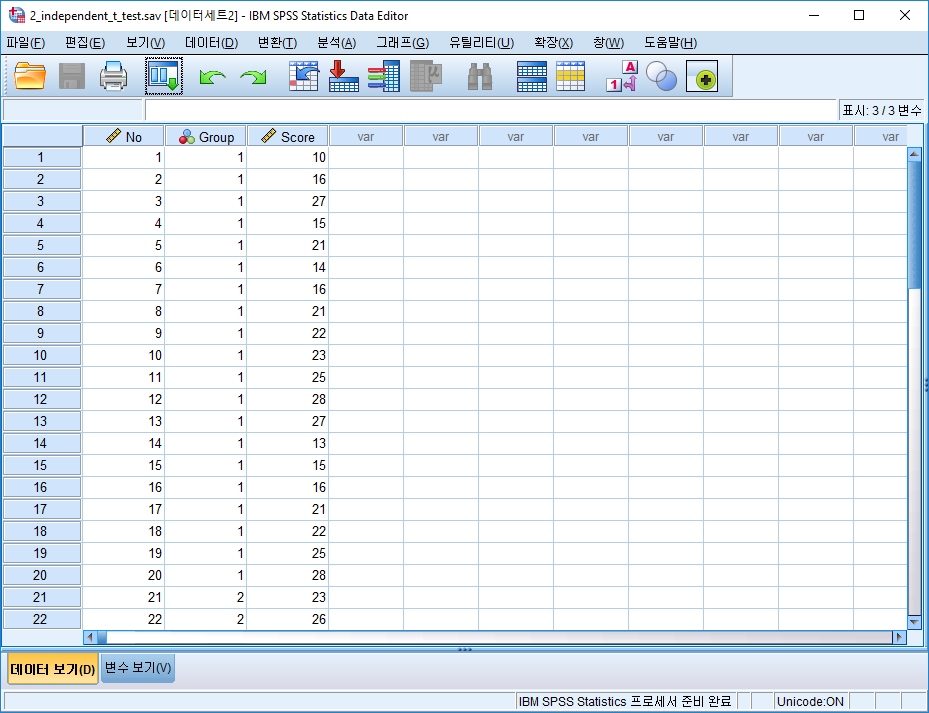 2_independent_t_test.sav [데이터세트2] - IBM SPSS Statistics Data Editor
파일(F) 편집(E) 보기(V) 데이터(D) 변환(T) 분석(A) 그래프(G) 유틸리티(U) 확장(X) 창(W) 도움말(H)
A
1
표시: 3 / 3 변수
No Group Score var var var var var var var var
1 1 1 10
2 2 1 16
3 3 1 27
4 4 1 15
5 5 1 21
6 6 1 14
7 7 1 16
8 8 1 21
9 9 1 22
10 10 1 23
11 11 1 25
12 12 1 28
13 13 1 27
14 14 1 13
15 15 1 15
16 16 1 16
17 17 1 21
18 18 1 22
19 19 1 25
20 20 1 28
21 21 2 23
22 22 2 26
데이터 보기(D) 변수 보기(V)
IBM SPSS Statistics 프로세서 준비 완료 Unicode:ON